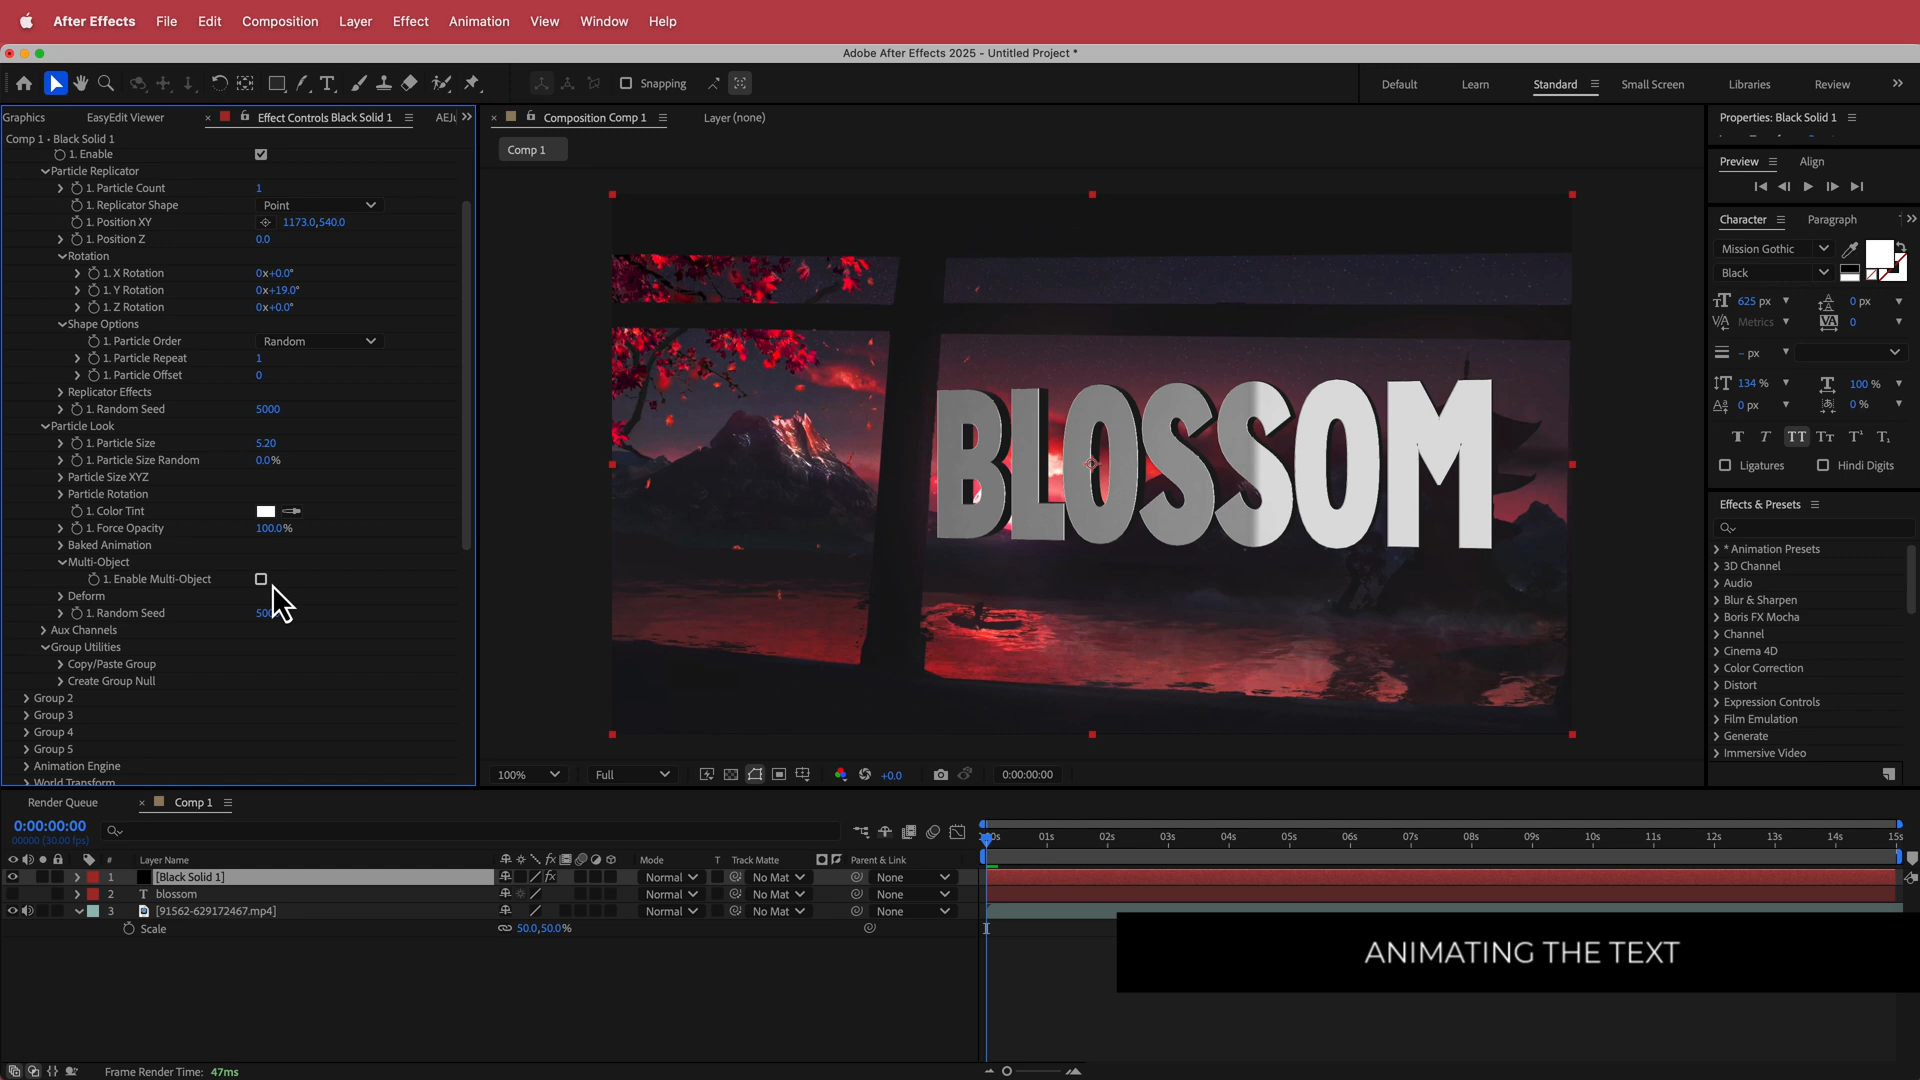 After Effects File Edit Composition Layer Effect Animation View Window Help
Adobe After Effects 2025 - Untitled Project *
Snapping Default Learn Standard Small Screen Libraries Review
Graphics EasyEdit Viewer Effect Controls Black Solid 1
Composition Comp 1 Layer (none)
Properties: Black Solid 1
Comp 1 • Black Solid 1
Comp 1
1. Enable
Particle Replicator
1. Particle Count 1
1. Replicator Shape Point
1. Position XY 1173.0,540.0
1. Position Z 0.0
Rotation
1. X Rotation 0x+0.0°
1. Y Rotation 0x+19.0°
1. Z Rotation 0x+0.0°
Shape Options
1. Particle Order Random
1. Particle Repeat 1
1. Particle Offset 0
Replicator Effects
1. Random Seed 5000
Particle Look
1. Particle Size 5.20
1. Particle Size Random 0.0%
Particle Size XYZ
Particle Rotation
1. Color Tint
1. Force Opacity 100.0%
Baked Animation
Multi-Object
1. Enable Multi-Object
Deform
1. Random Seed
Aux Channels
Group Utilities
Copy/Paste Group
Create Group Null
Group 2
Group 3
Group 4
Group 5
Animation Engine
World Transform
BLOSSOM
100% Full +0.0 0:00:00:00
Preview Align
Character Paragraph
Mission Gothic
Black
625 px 0 px
Metrics 0
- px
134 % 100 %
0 px 0 %
Ligatures Hindi Digits
Effects & Presets
* Animation Presets
3D Channel
Audio
Blur & Sharpen
Boris FX Mocha
Channel
Cinema 4D
Color Correction
Distort
Expression Controls
Film Emulation
Generate
Immersive Video
Render Queue Comp 1
0:00:00:00
00000 (30.00 fps)
01s 02s 03s 04s 05s 06s 07s 08s 09s 10s 11s 12s 13s 14s 15s
# Layer Name Mode T Track Matte Parent & Link
1 [Black Solid 1] Normal No Mat None
2 T blossom Normal No Mat None
3 [91562-629172467.mp4] Normal No Mat None
Scale 50.0,50.0%
ANIMATING THE TEXT
Frame Render Time: 47ms